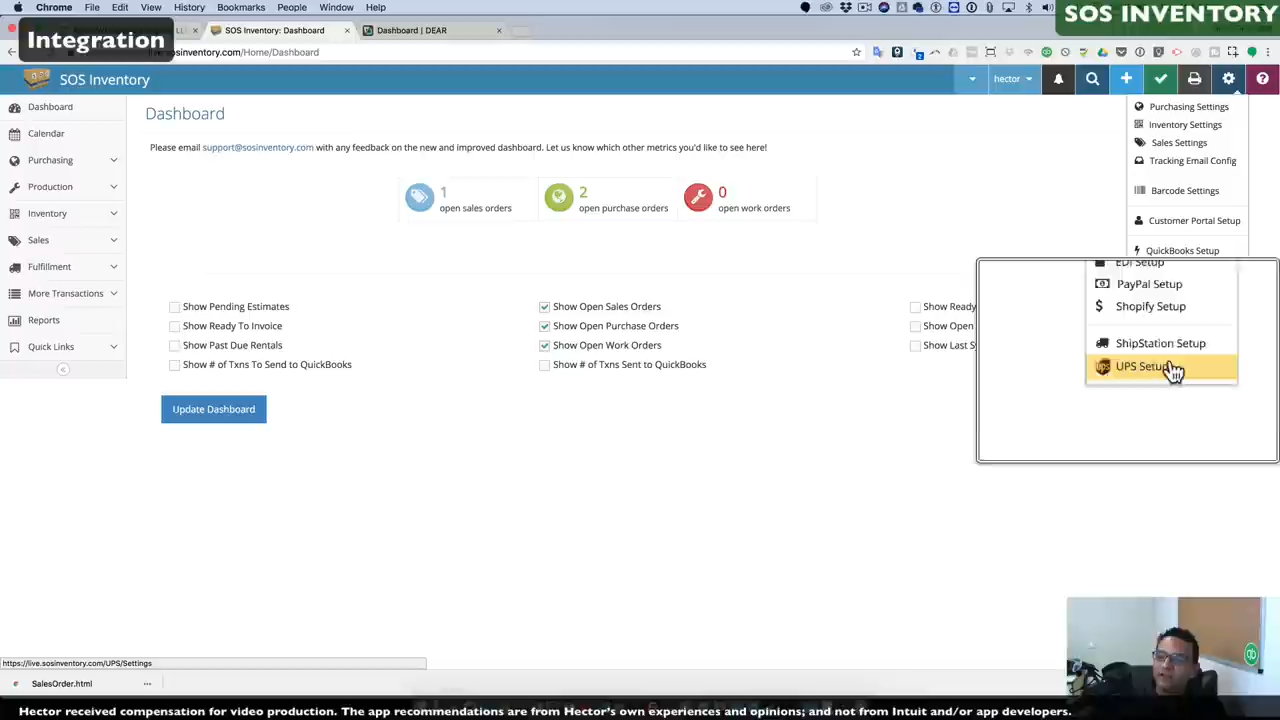 Chrome File Edit View History Bookmarks People Window Help
SOS INVENTORY
Integration
SOS Inventory: Dashboard
Dashboard | DEAR
sosinventory.com/Home/Dashboard
SOS Inventory
hector
Dashboard
Calendar
Purchasing
Production
Inventory
Sales
Fulfillment
More Transactions
Reports
Quick Links
Dashboard
Please email support@sosinventory.com with any feedback on the new and improved dashboard. Let us know which other metrics you'd like to see here!
1
open sales orders
2
open purchase orders
0
open work orders
Show Pending Estimates
Show Ready To Invoice
Show Past Due Rentals
Show # of Txns To Send to QuickBooks
Show Open Sales Orders
Show Open Purchase Orders
Show Open Work Orders
Show # of Txns Sent to QuickBooks
Show Ready
Show Open
Show Last S
Update Dashboard
Purchasing Settings
Inventory Settings
Sales Settings
Tracking Email Config
Barcode Settings
Customer Portal Setup
QuickBooks Setup
EDI Setup
PayPal Setup
Shopify Setup
ShipStation Setup
UPS Setup
https://live.sosinventory.com/UPS/Settings
SalesOrder.html
Hector received compensation for video production. The app recommendations are from Hector's own experiences and opinions; and not from Intuit and/or app developers.